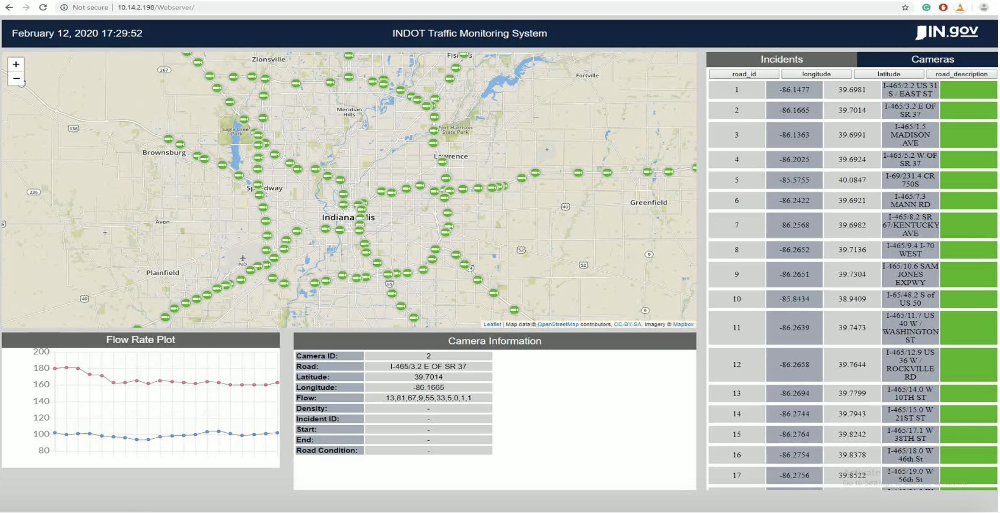 Not secure | 10.14.2.198/Webserver/
February 12, 2020 17:29:52
INDOT Traffic Monitoring System
IN.gov
+
−
Zionsville
267
Fortville
Meridian
Hills
136
Eagle Cree
Park
Fort Harrison
State Park
Brownsburg
Lawrence
236
Greenfield
40
Avon
52
9
IND
52
Plainfield
65
40
9
Leaflet | Map data © OpenStreetMap contributors, CC-BY-SA, Imagery © Mapbox
Flow Rate Plot
200
180
160
140
120
100
80
Camera Information
Camera ID: 2
Road: I-465/3.2 E OF SR 37
Latitude: 39.7014
Longitude: -86.1665
Flow: 13,81,67,9,55,33,5,0,1,1
Density: -
Incident ID: -
Start: -
End: -
Road Condition: -
Incidents Cameras
road_id longitude latitude road_description
1 -86.1477 39.6981 I-465/2.2 US 31
S / EAST ST
2 -86.1665 39.7014 I-465/3.2 E OF
SR 37
3 -86.1363 39.6991 I-465/1.5
MADISON
AVE
4 -86.2025 39.6924 I-465/5.2 W OF
SR 37
5 -85.5755 40.0847 I-69/231.4 CR
750S
6 -86.2422 39.6921 I-465/7.3
MANN RD
7 -86.2568 39.6982 I-465/8.2 SR
67/KENTUCKY
AVE
8 -86.2652 39.7136 I-465/9.4 I-70
WEST
9 -86.2651 39.7304 I-465/10.6 SAM
JONES
EXPWY
10 -85.8434 38.9409 I-65/48.2 S of
US 50
11 -86.2639 39.7473 I-465/11.7 US
40 W /
WASHINGTON
ST
12 -86.2658 39.7644 I-465/12.9 US
36 W /
ROCKVILLE
RD
13 -86.2694 39.7799 I-465/14.0 W
10TH ST
14 -86.2744 39.7943 I-465/15.0 W
21ST ST
15 -86.2764 39.8242 I-465/17.1 W
38TH ST
16 -86.2754 39.8378 I-465/18.0 W
46th St
17 -86.2756 39.8522 I-465/19.0 W
56th St